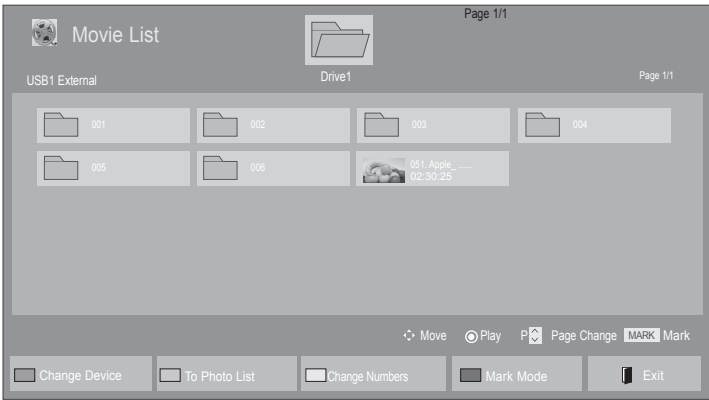 Page 1/1
Movie List
Drive1
USB1 External
Page 1/1
001 002 003 004
005 006 051. Apple_ ......
02:30:25
Move Play P Page Change MARK Mark
Change Device To Photo List Change Numbers Mark Mode Exit